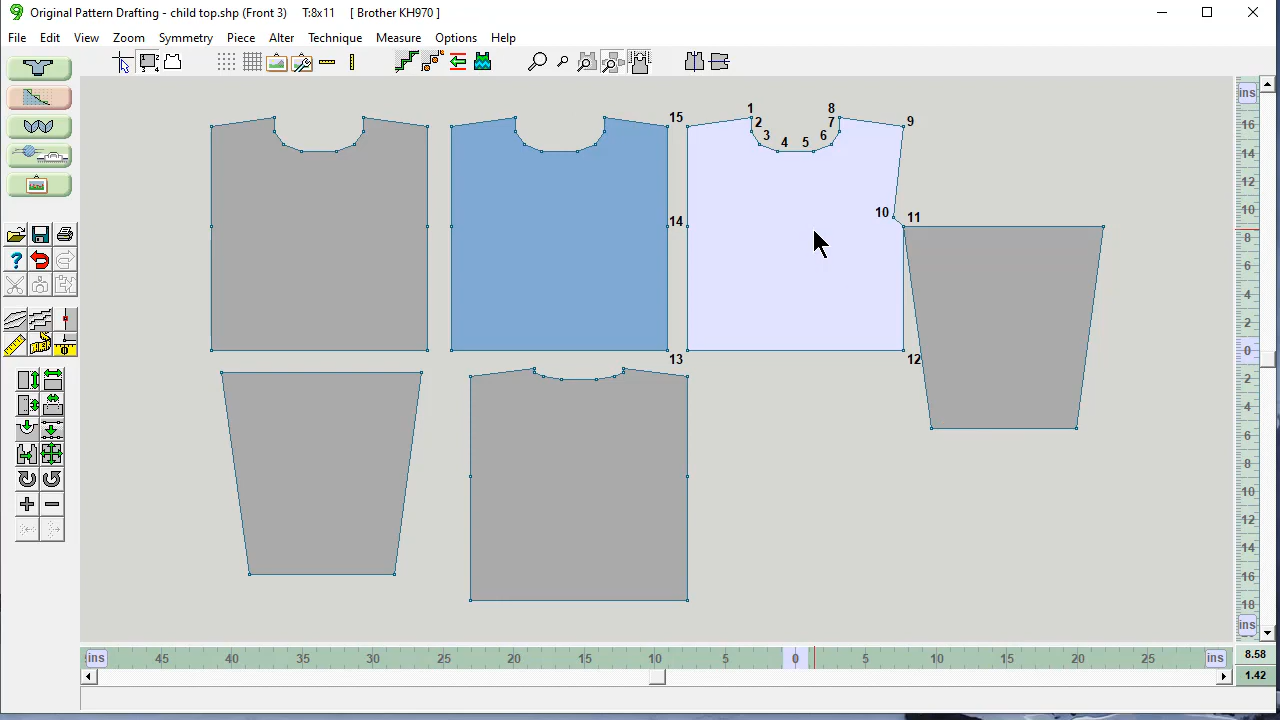 Original Pattern Drafting - child top.shp (Front 3) T:8x11 [ Brother KH970 ]
File Edit View Zoom Symmetry Piece Alter Technique Measure Options Help
ins
15 1 8
2 7 9
3 6
4 5
14 10 11
13 12
16
14
12
10
8
6
4
2
0
2
4
6
8
10
12
14
16
18
ins
ins 45 40 35 30 25 20 15 10 5 0 5 10 15 20 25 ins
8.58
1.42